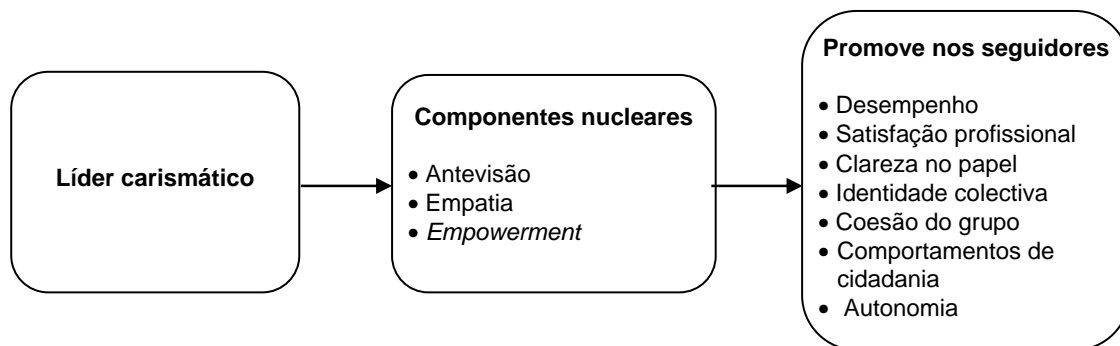 Líder carismático
Componentes nucleares
• Antevisão
• Empatia
• Empowerment
Promove nos seguidores
• Desempenho
• Satisfação profissional
• Clareza no papel
• Identidade colectiva
• Coesão do grupo
• Comportamentos de
cidadania
• Autonomia